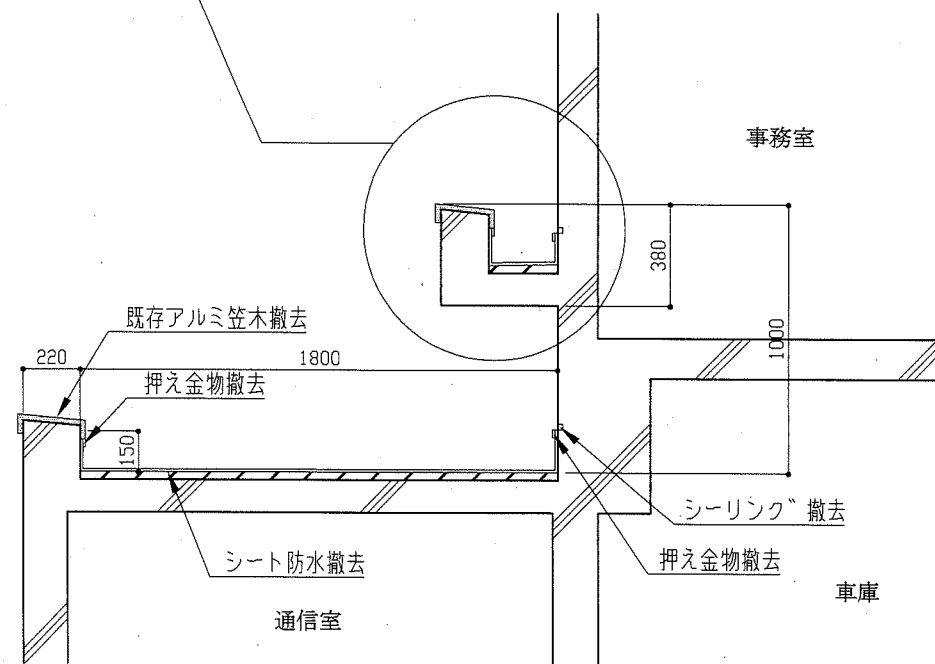 事務室
380
1000
既存アルミ笠木撤去
220
1800
押え金物撤去
150
シーリング撤去
シート防水撤去
押え金物撤去
車庫
通信室